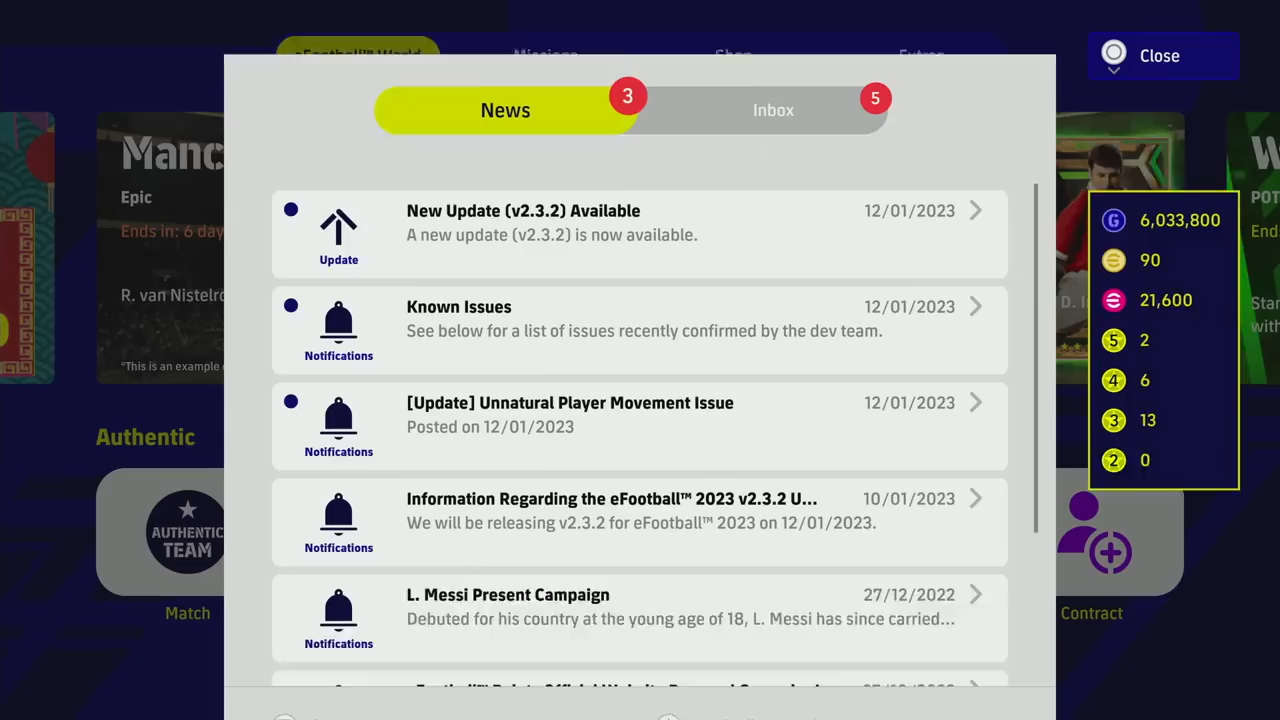 Close
News
3
Inbox
5
Manc
Epic
Ends in: 6 day
R. van Nistelro
*This is an example
New Update (v2.3.2) Available
12/01/2023
A new update (v2.3.2) is now available.
Update
Known Issues
12/01/2023
See below for a list of issues recently confirmed by the dev team.
Notifications
[Update] Unnatural Player Movement Issue
12/01/2023
Posted on 12/01/2023
Notifications
Information Regarding the eFootball™ 2023 v2.3.2 U...
10/01/2023
We will be releasing v2.3.2 for eFootball™ 2023 on 12/01/2023.
Notifications
L. Messi Present Campaign
27/12/2022
Debuted for his country at the young age of 18, L. Messi has since carried...
Notifications
G 6,033,800
90
21,600
5 2
4 6
3 13
2 0
W
POT
Ends
D. I
Star
with
Authentic
AUTHENTIC
TEAM
Match
Contract